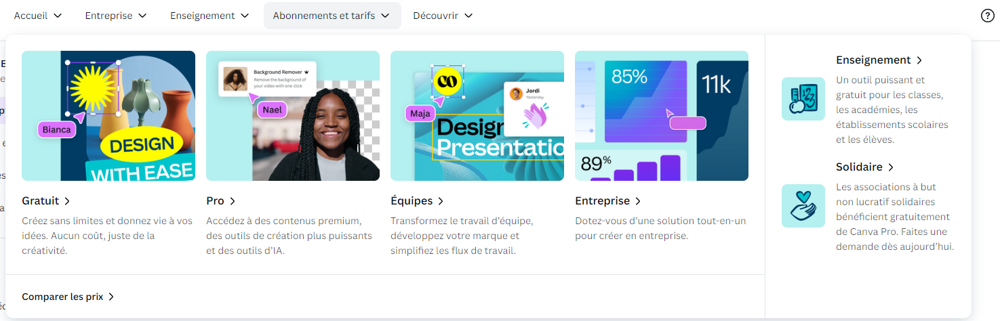 Accueil
Entreprise
Enseignement
Abonnements et tarifs
Découvrir
?
Bianca
DESIGN
WITH EASE
Background Remover
Remove the background of
your video with one click
Nael
Maja
Jordi
Yesterday
Design
Presentatio
85%
11k
89%
Gratuit
Créez sans limites et donnez vie à vos
idées. Aucun coût, juste de la
créativité.
Pro
Accédez à des contenus premium,
des outils de création plus puissants
et des outils d’IA.
Équipes
Transformez le travail d’équipe,
développez votre marque et
simplifiez les flux de travail.
Entreprise
Dotez-vous d’une solution tout-en-un
pour créer en entreprise.
Comparer les prix
Enseignement
Un outil puissant et
gratuit pour les classes,
les académies, les
établissements scolaires
et les élèves.
Solidaire
Les associations à but
non lucratif solidaires
bénéficient gratuitement
de Canva Pro. Faites une
demande dès aujourd’hui.